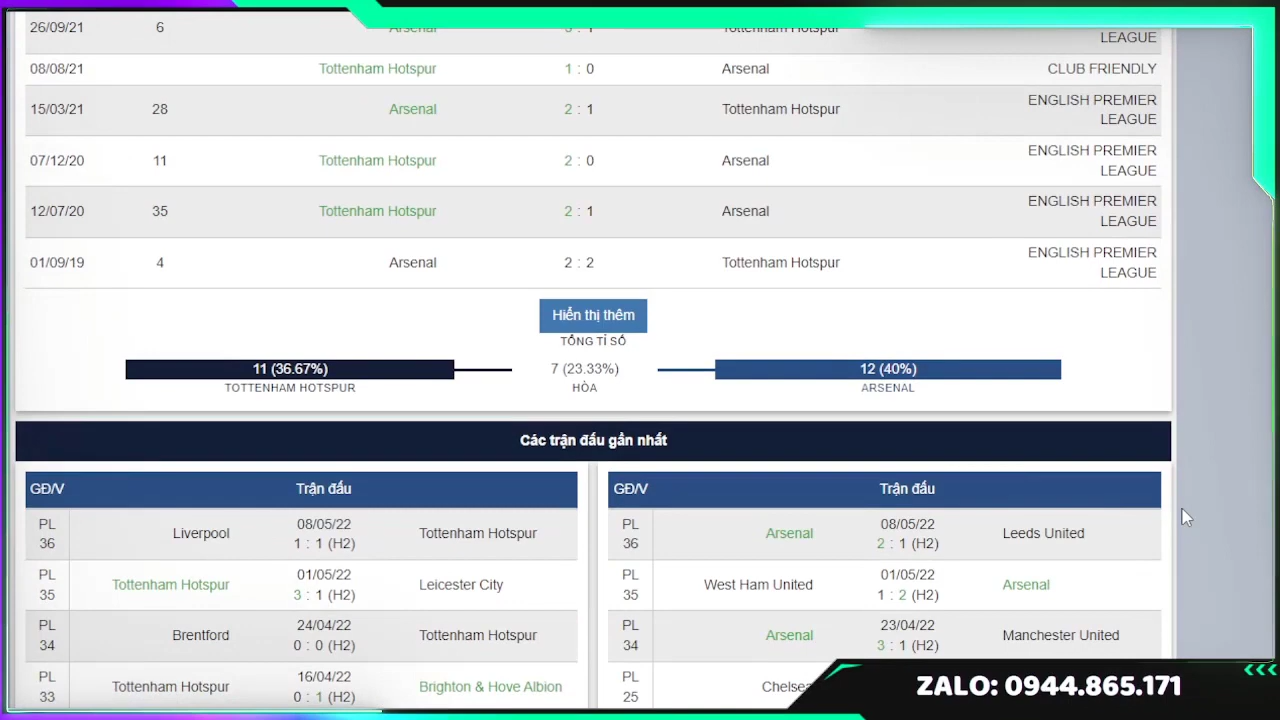 26/09/21 6 Arsenal 3 : 1 Tottenham Hotspur
LEAGUE
08/08/21 Tottenham Hotspur 1 : 0 Arsenal CLUB FRIENDLY
15/03/21 28 Arsenal 2 : 1 Tottenham Hotspur ENGLISH PREMIER
LEAGUE
07/12/20 11 Tottenham Hotspur 2 : 0 Arsenal ENGLISH PREMIER
LEAGUE
12/07/20 35 Tottenham Hotspur 2 : 1 Arsenal ENGLISH PREMIER
LEAGUE
01/09/19 4 Arsenal 2 : 2 Tottenham Hotspur ENGLISH PREMIER
LEAGUE
Hiển thị thêm
TỔNG TỈ SỐ
11 (36.67%) 7 (23.33%) 12 (40%)
TOTTENHAM HOTSPUR HÒA ARSENAL
Các trận đấu gần nhất
GĐ/V Trận đấu
PL 36 Liverpool 08/05/22 1 : 1 (H2) Tottenham Hotspur
PL 35 Tottenham Hotspur 01/05/22 3 : 1 (H2) Leicester City
PL 34 Brentford 24/04/22 0 : 0 (H2) Tottenham Hotspur
PL 33 Tottenham Hotspur 16/04/22 0 : 1 (H2) Brighton & Hove Albion
GĐ/V Trận đấu
PL 36 Arsenal 08/05/22 2 : 1 (H2) Leeds United
PL 35 West Ham United 01/05/22 1 : 2 (H2) Arsenal
PL 34 Arsenal 23/04/22 3 : 1 (H2) Manchester United
PL 25 Chelsea
ZALO: 0944.865.171